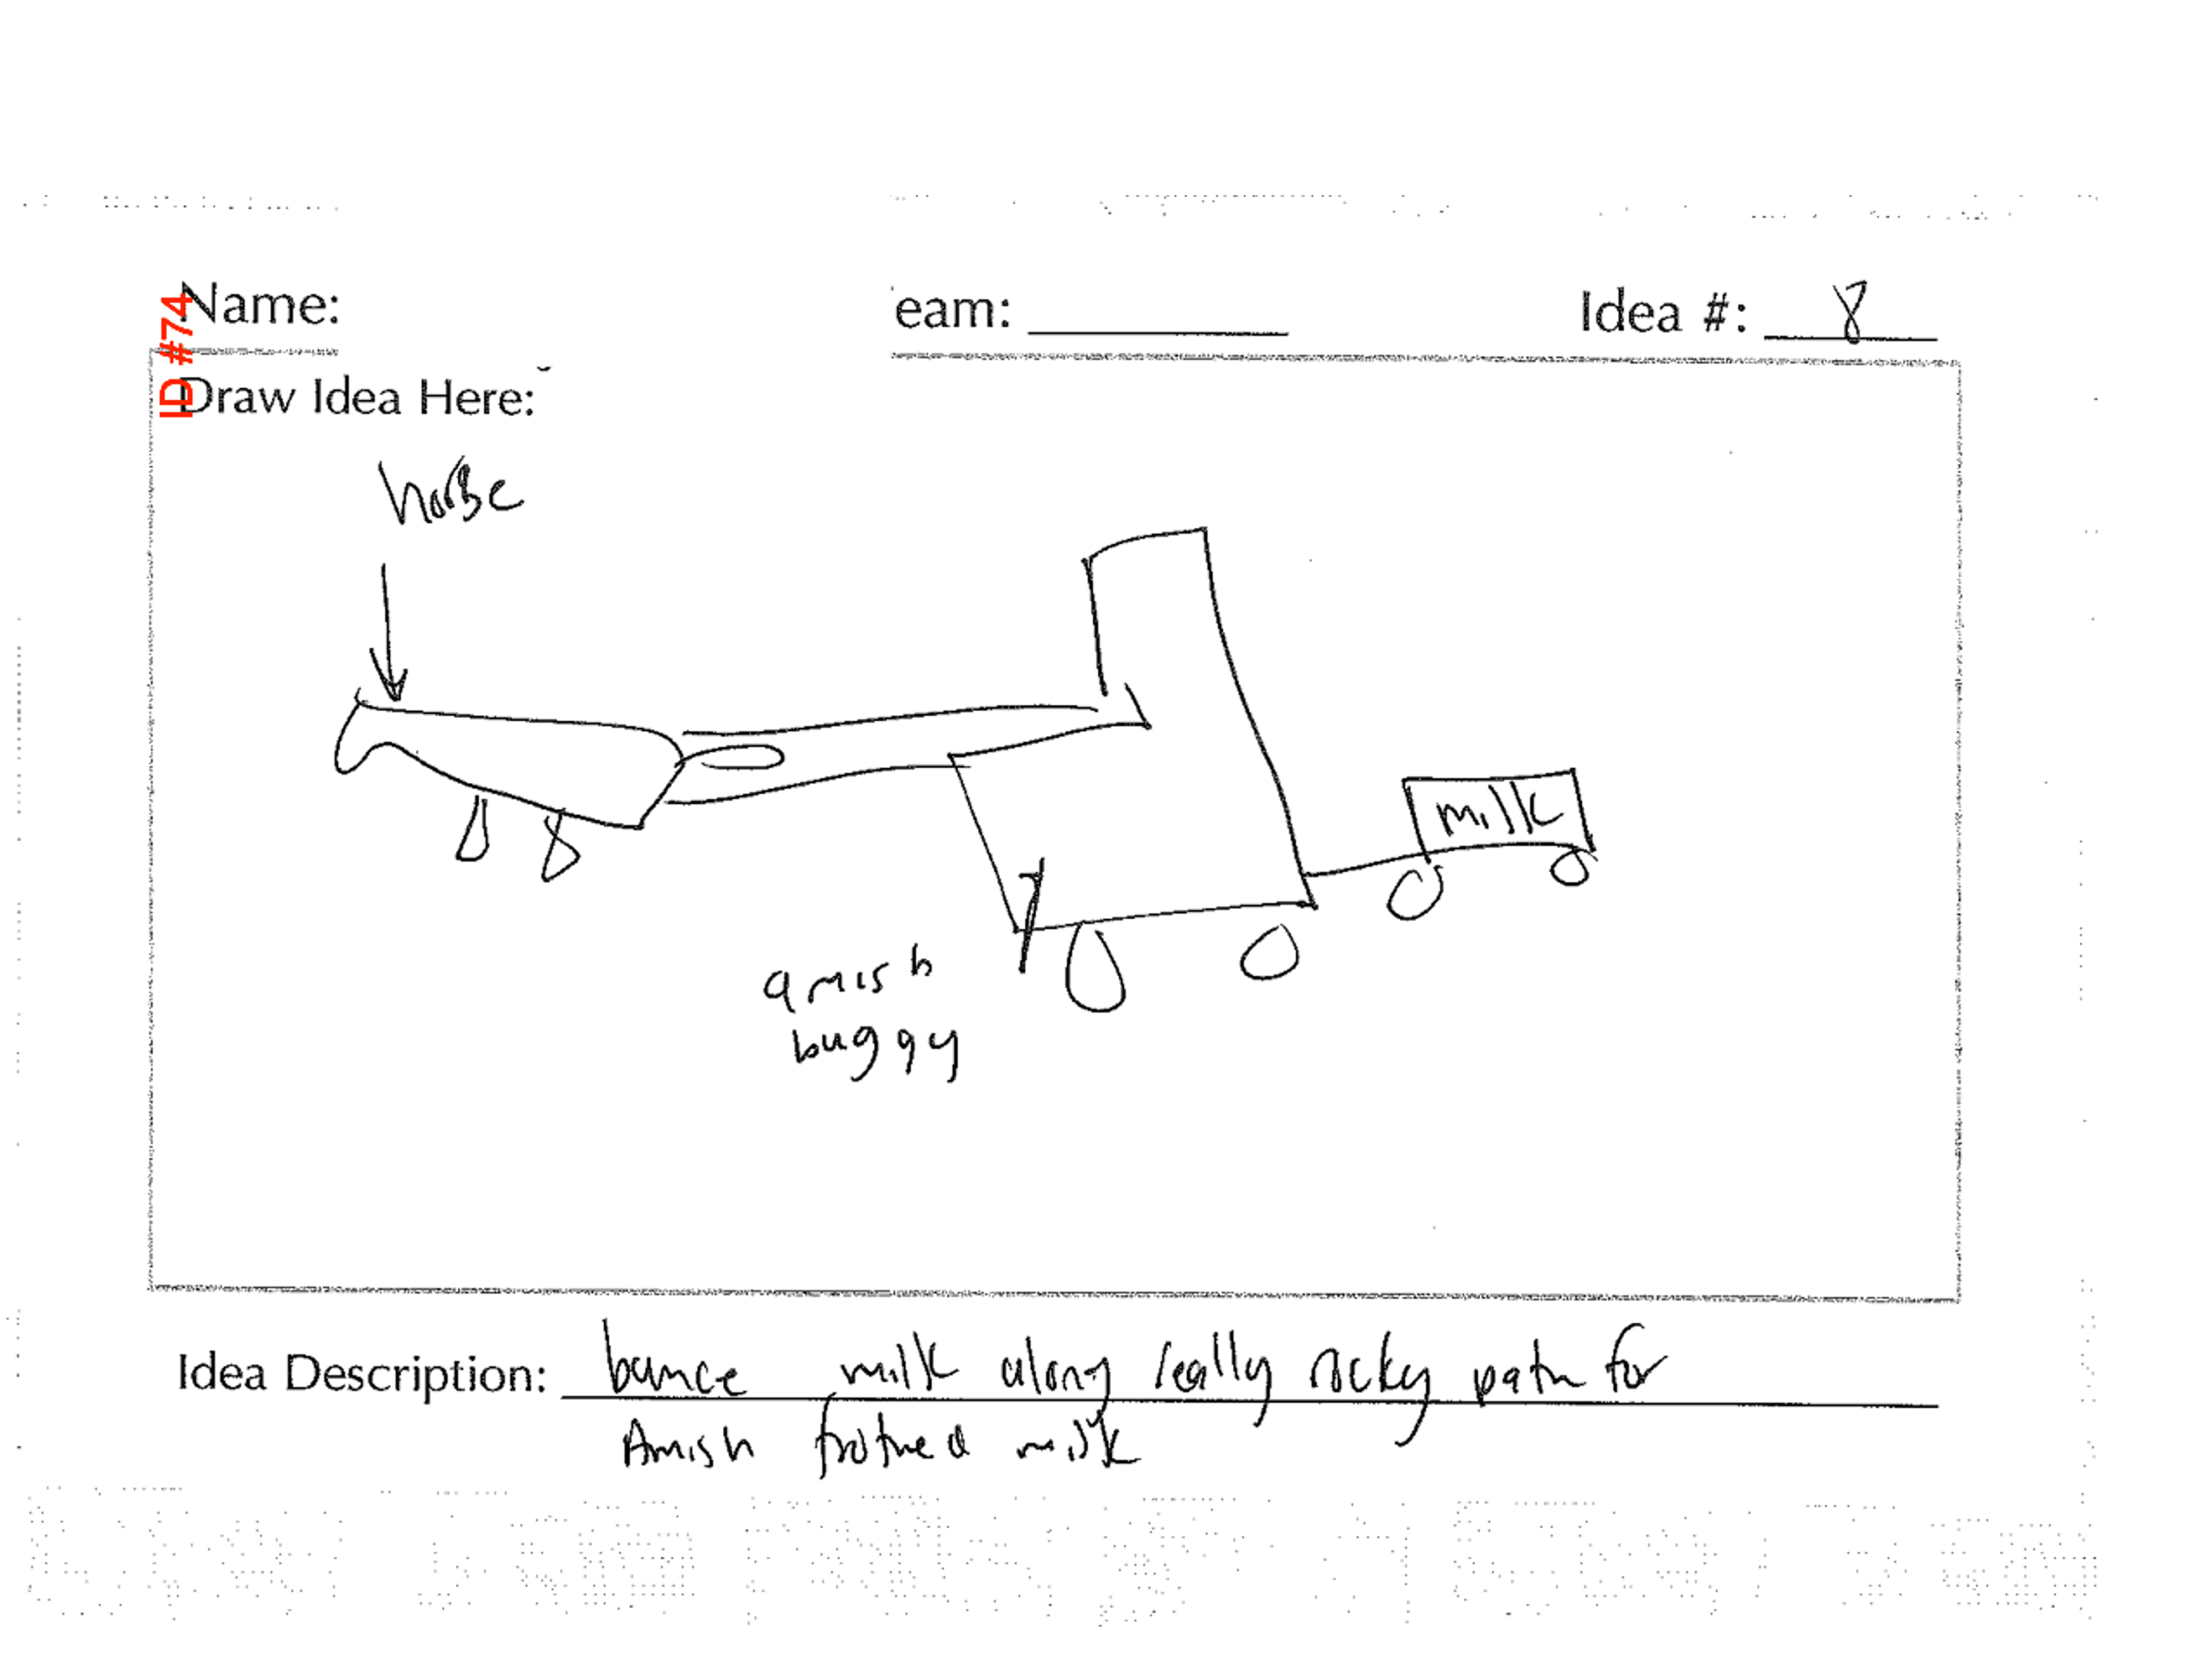 ID #74
Name: eam: Idea #: 8
Draw Idea Here:
horse
milk
amish
buggy
Idea Description: bounce milk along really rocky path for
Amish frothed milk